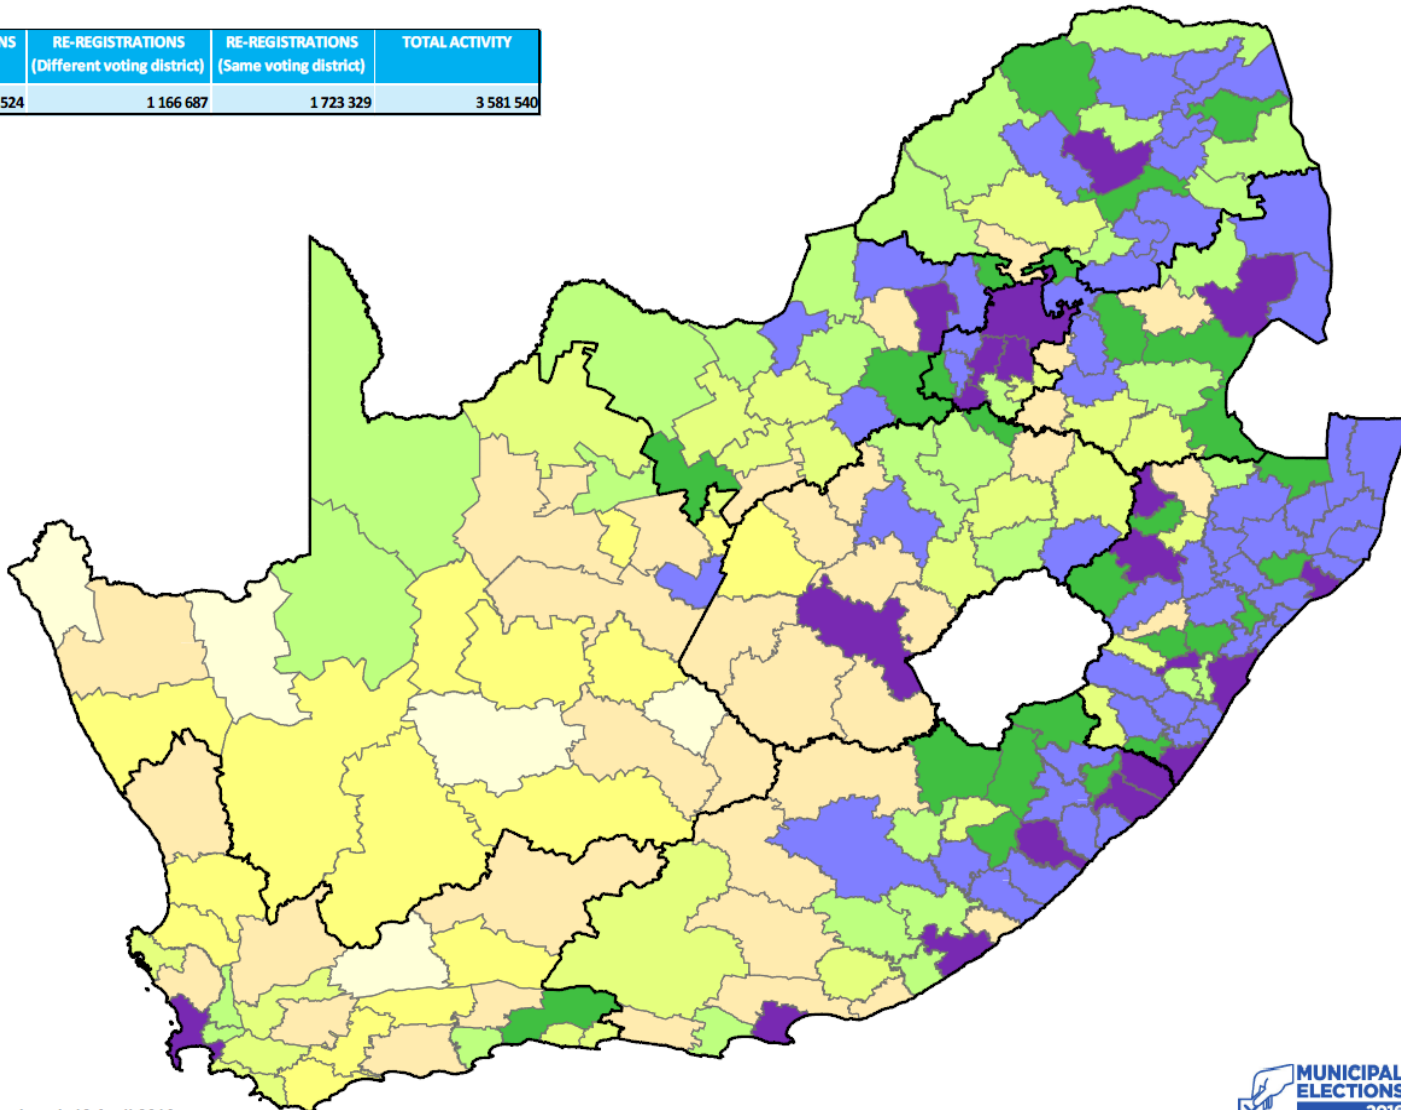 NS
RE-REGISTRATIONS
(Different voting district)
RE-REGISTRATIONS
(Same voting district)
TOTAL ACTIVITY
524
1 166 687
1 723 329
3 581 540
MUNICIPAL
ELECTIONS